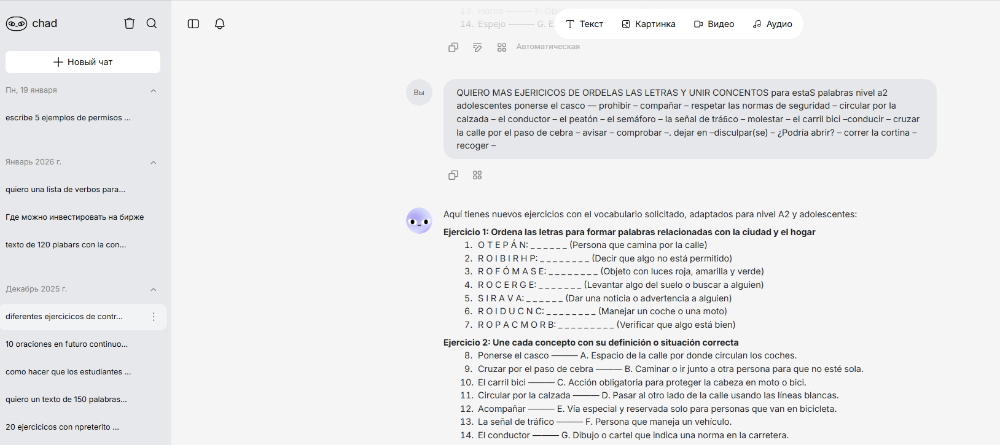 chad
Новый чат
Пн, 19 января
escribe 5 ejemplos de permisos ...
Январь 2026 г.
quiero una lista de verbos para...
Где можно инвестировать на бирже
texto de 120 plabars con la con...
Декабрь 2025 г.
diferentes ejercicicos de contr...
10 oraciones en futuro continuo...
como hacer que los estudiantes ...
quiero un texto de 150 palabras...
20 ejercicicos con npreterito ...
Текст Картинка Видео Аудио
13. Horno ——— F. Obj
14. Espejo ——— G. E
Автоматическая
Вы
QUIERO MAS EJERICICOS DE ORDELAS LAS LETRAS Y UNIR CONCENTOS para estaS palabras nivel a2
adolescentes ponerse el casco –– prohibir – compañar – respetar las normas de seguridad – circular por la
calzada – el conductor – el peatón – el semáforo – la señal de tráfico – molestar – el carril bici –conducir – cruzar
la calle por el paso de cebra – avisar – comprobar –. dejar en –disculpar(se) – ¿Podría abrir? – correr la cortina –
recoger –
Aquí tienes nuevos ejercicios con el vocabulario solicitado, adaptados para nivel A2 y adolescentes:
Ejercicio 1: Ordena las letras para formar palabras relacionadas con la ciudad y el hogar
1. O T E P Á N: _ _ _ _ _ _ (Persona que camina por la calle)
2. R O I B I R H P: _ _ _ _ _ _ _ _ (Decir que algo no está permitido)
3. R O F Ó M A S E: _ _ _ _ _ _ _ _ (Objeto con luces roja, amarilla y verde)
4. R O C E R G E: _ _ _ _ _ _ _ (Levantar algo del suelo o buscar a alguien)
5. S I R A V A: _ _ _ _ _ _ (Dar una noticia o advertencia a alguien)
6. R O I D U C N C: _ _ _ _ _ _ _ _ (Manejar un coche o una moto)
7. R O P A C M O R B: _ _ _ _ _ _ _ _ _ (Verificar que algo está bien)
Ejercicio 2: Une cada concepto con su definición o situación correcta
8. Ponerse el casco ——— A. Espacio de la calle por donde circulan los coches.
9. Cruzar por el paso de cebra ——— B. Caminar o ir junto a otra persona para que no esté sola.
10. El carril bici ——— C. Acción obligatoria para proteger la cabeza en moto o bici.
11. Circular por la calzada ——— D. Pasar al otro lado de la calle usando las líneas blancas.
12. Acompañar ——— E. Vía especial y reservada solo para personas que van en bicicleta.
13. La señal de tráfico ——— F. Persona que maneja un vehículo.
14. El conductor ——— G. Dibujo o cartel que indica una norma en la carretera.